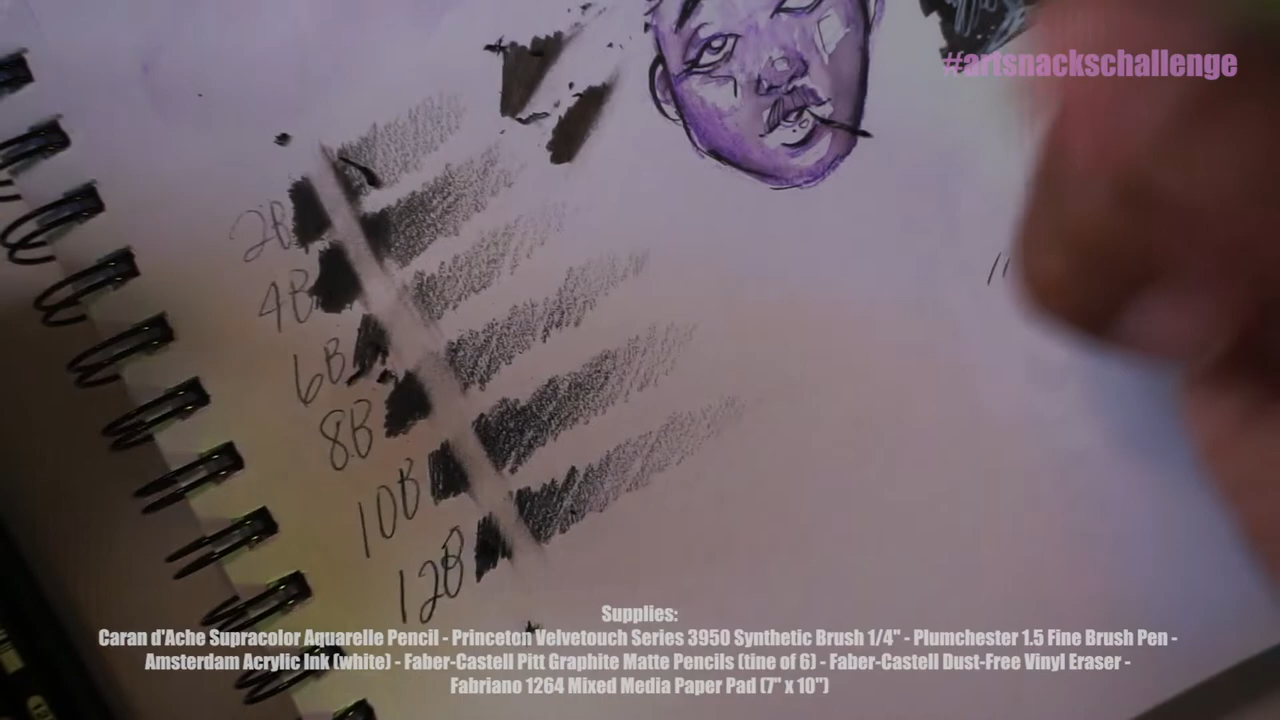 #artsnackschallenge
2B
4B
6B
8B
10B
12B
Supplies:
Caran d'Ache Supracolor Aquarelle Pencil - Princeton Velvetouch Series 3950 Synthetic Brush 1/4" - Plumchester 1.5 Fine Brush Pen -
Amsterdam Acrylic Ink (white) - Faber-Castell Pitt Graphite Matte Pencils (tine of 6) - Faber-Castell Dust-Free Vinyl Eraser -
Fabriano 1264 Mixed Media Paper Pad (7" x 10")